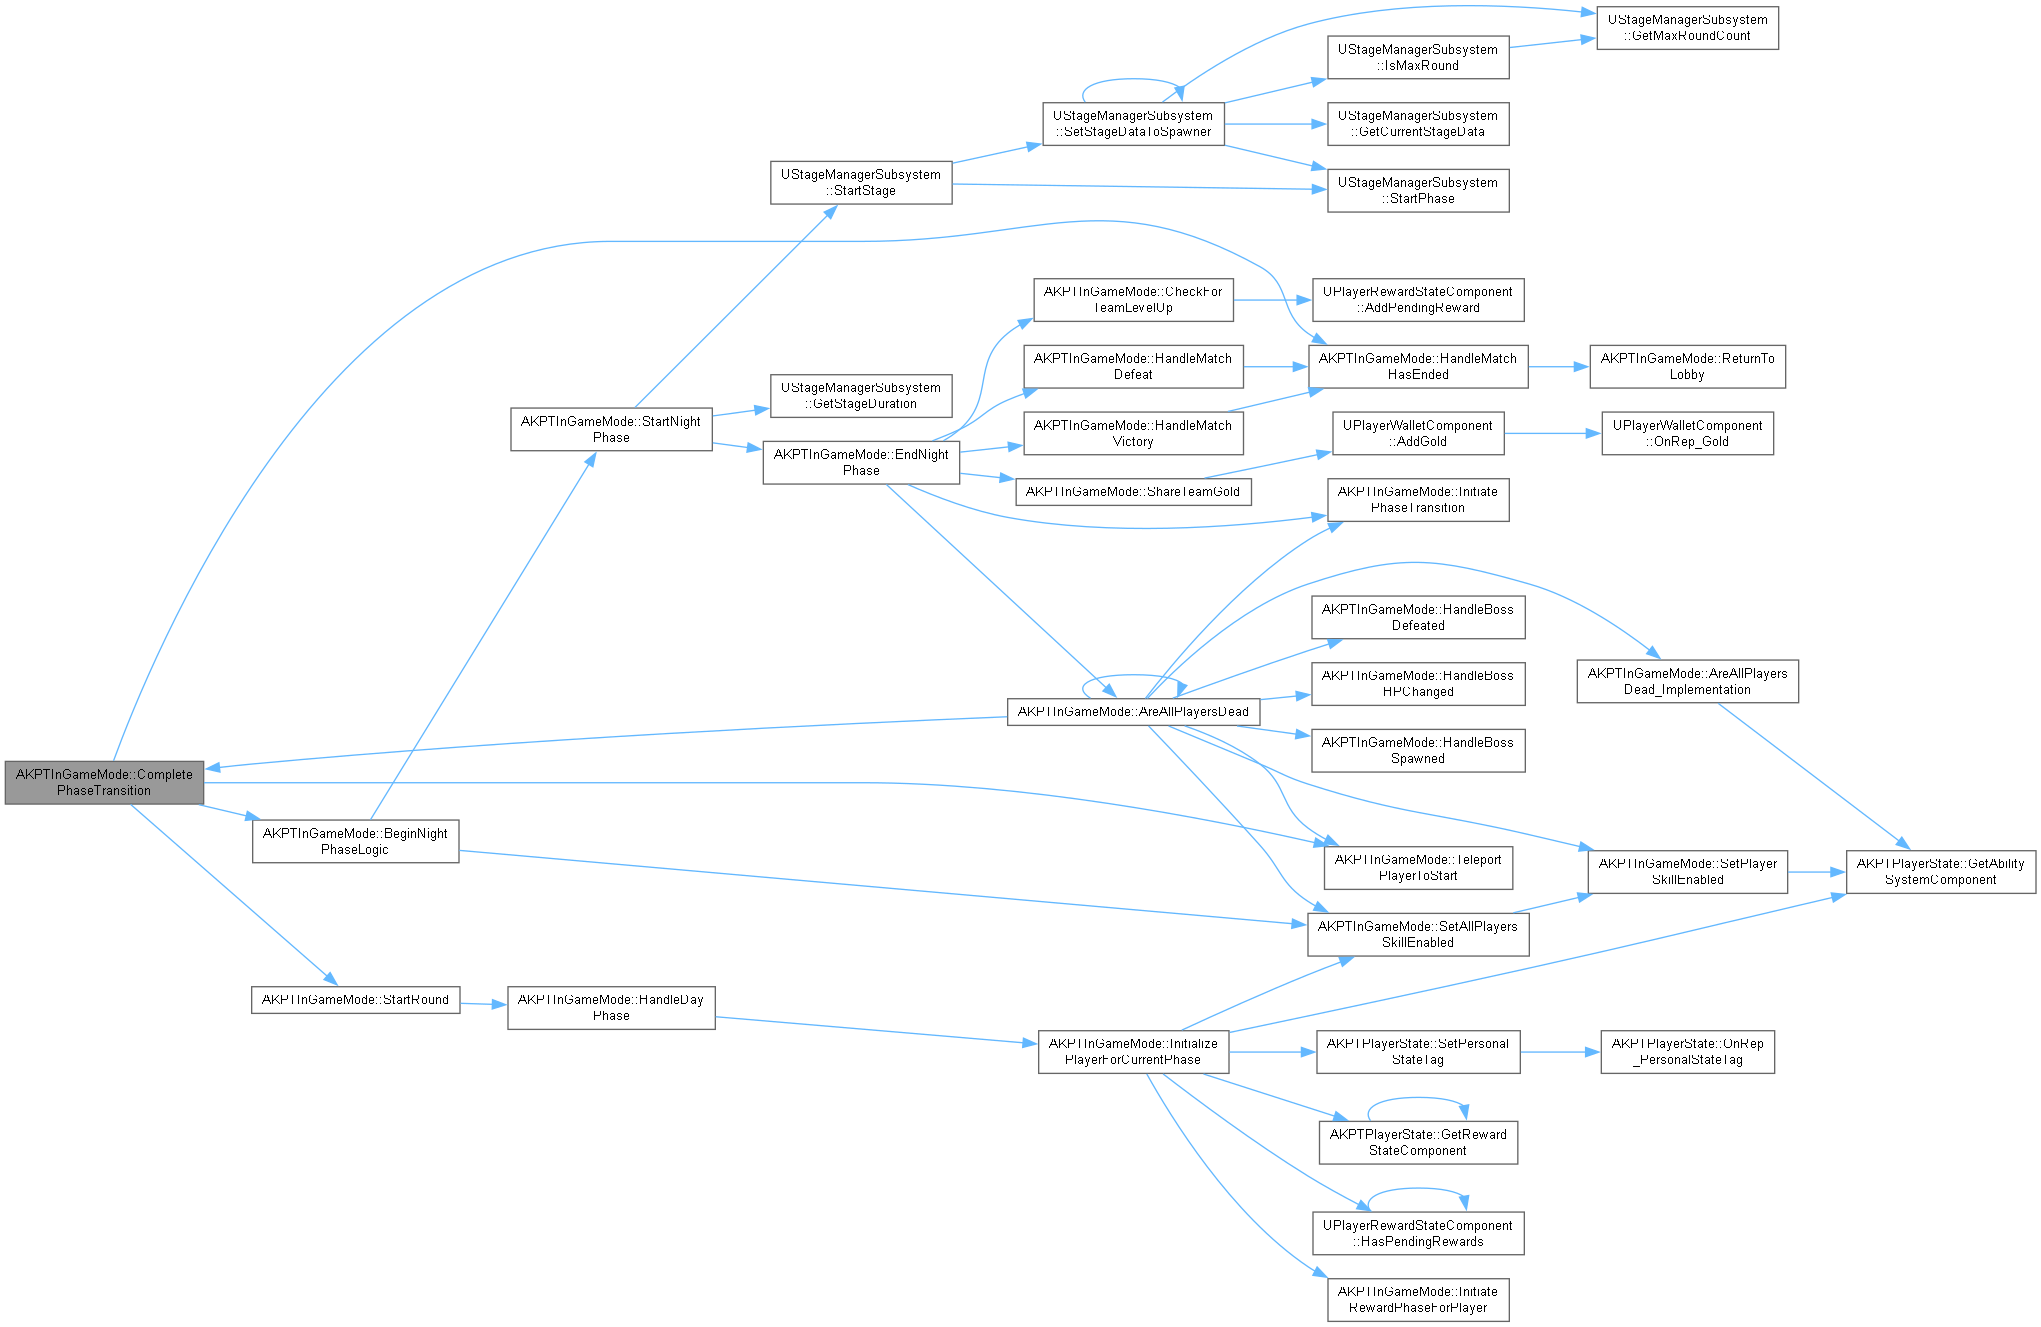 UStageManagerSubsystem
::GetMaxRoundCount
UStageManagerSubsystem
::IsMaxRound
UStageManagerSubsystem
::SetStageDataToSpawner
UStageManagerSubsystem
::GetCurrentStageData
UStageManagerSubsystem
::StartStage
UStageManagerSubsystem
::StartPhase
AKPTInGameMode::CheckFor
TeamLevelUp
UPlayerRewardStateComponent
::AddPendingReward
AKPTInGameMode::HandleMatch
Defeat
AKPTInGameMode::HandleMatch
HasEnded
AKPTInGameMode::ReturnTo
Lobby
UStageManagerSubsystem
::GetStageDuration
AKPTInGameMode::StartNight
Phase
AKPTInGameMode::HandleMatch
Victory
UPlayerWalletComponent
::AddGold
UPlayerWalletComponent
::OnRep_Gold
AKPTInGameMode::EndNight
Phase
AKPTInGameMode::ShareTeamGold
AKPTInGameMode::Initiate
PhaseTransition
AKPTInGameMode::HandleBoss
Defeated
AKPTInGameMode::HandleBoss
HPChanged
AKPTInGameMode::AreAllPlayers
Dead_Implementation
AKPTInGameMode::AreAllPlayersDead
AKPTInGameMode::HandleBoss
Spawned
AKPTInGameMode::Complete
PhaseTransition
AKPTInGameMode::BeginNight
PhaseLogic
AKPTInGameMode::Teleport
PlayerToStart
AKPTInGameMode::SetPlayer
SkillEnabled
AKPTPlayerState::GetAbility
SystemComponent
AKPTInGameMode::SetAllPlayers
SkillEnabled
AKPTInGameMode::StartRound
AKPTInGameMode::HandleDay
Phase
AKPTInGameMode::Initialize
PlayerForCurrentPhase
AKPTPlayerState::SetPersonal
StateTag
AKPTPlayerState::OnRep
_PersonalStateTag
AKPTPlayerState::GetReward
StateComponent
UPlayerRewardStateComponent
::HasPendingRewards
AKPTInGameMode::Initiate
RewardPhaseForPlayer